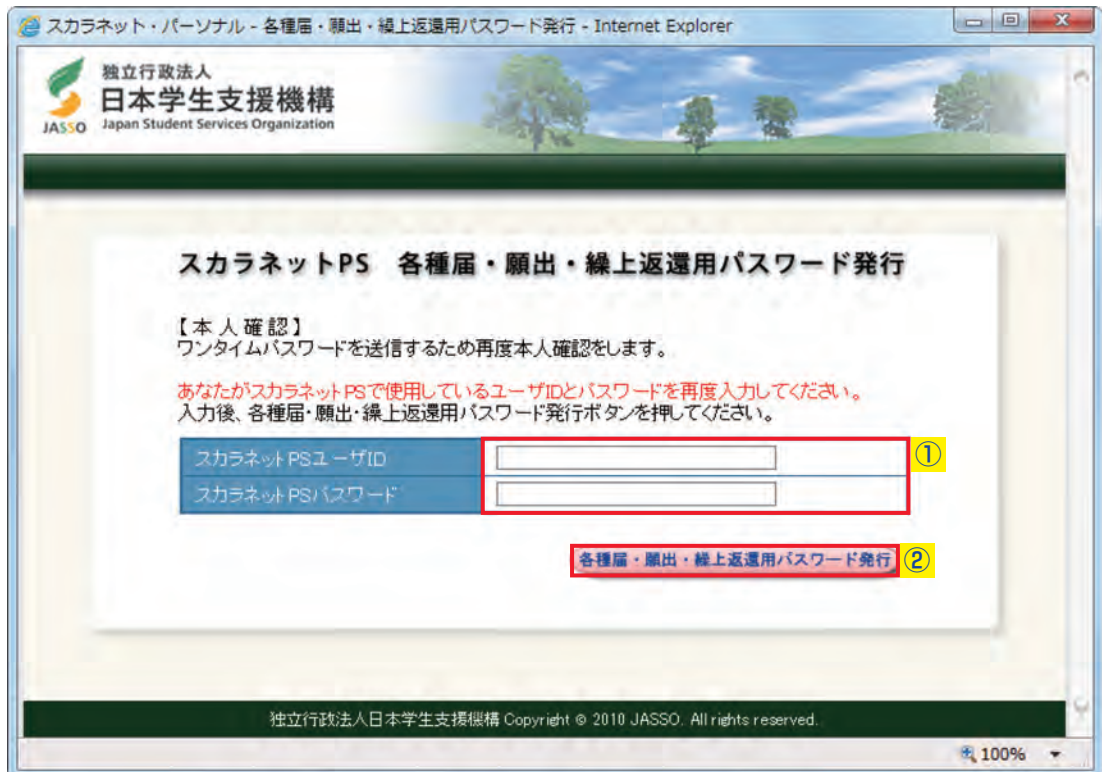 スカラネット・パーソナル - 各種届・願出・繰上返還用パスワード発行 - Internet Explorer
独立行政法人
日本学生支援機構
JASSO Japan Student Services Organization
スカラネットPS 各種届・願出・繰上返還用パスワード発行
【本人確認】
ワンタイムパスワードを送信するため再度本人確認をします。
あなたがスカラネットPSで使用しているユーザIDとパスワードを再度入力してください。
入力後、各種届・願出・繰上返還用パスワード発行ボタンを押してください。
スカラネットPSユーザID
①
スカラネットPSパスワード
各種届・願出・繰上返還用パスワード発行 ②
独立行政法人日本学生支援機構 Copyright © 2010 JASSO. All rights reserved.
100%